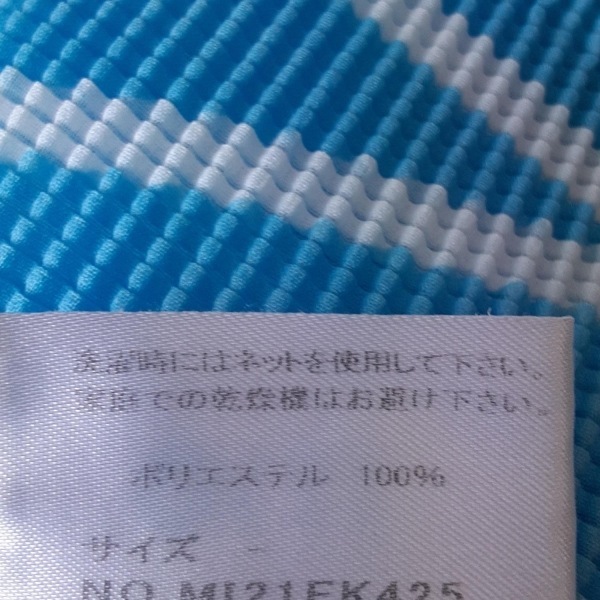 洗濯時にはネットを使用して下さい。
家庭での乾燥機はお避け下さい。
ポリエステル 100%
サイズ -
NO.MI21FK425